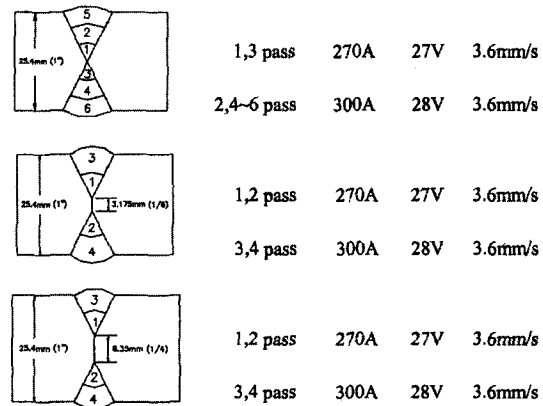 5
2
1
25.4mm (1")
3
4
6
1,3 pass 270A 27V 3.6mm/s
2,4~6 pass 300A 28V 3.6mm/s
3
1
25.4mm (1")
3.175mm (1/8)
2
4
1,2 pass 270A 27V 3.6mm/s
3,4 pass 300A 28V 3.6mm/s
3
1
25.4mm (1")
6.35mm (1/4)
2
4
1,2 pass 270A 27V 3.6mm/s
3,4 pass 300A 28V 3.6mm/s